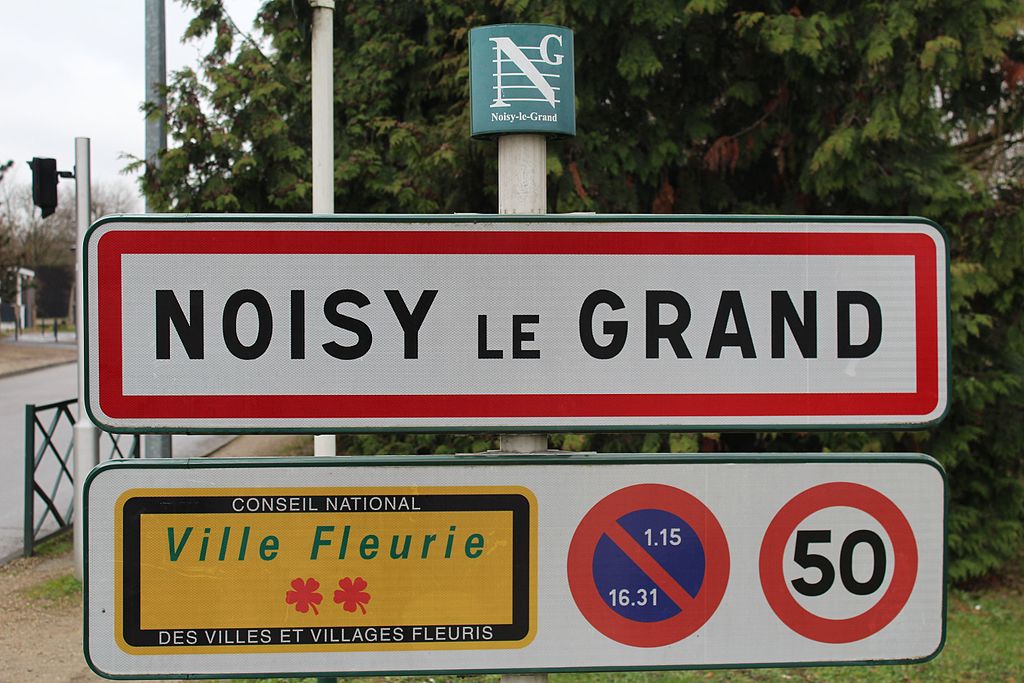 NG
Noisy-le-Grand
NOISY LE GRAND
CONSEIL NATIONAL
Ville Fleurie
DES VILLES ET VILLAGES FLEURIS
1.15
16.31
50